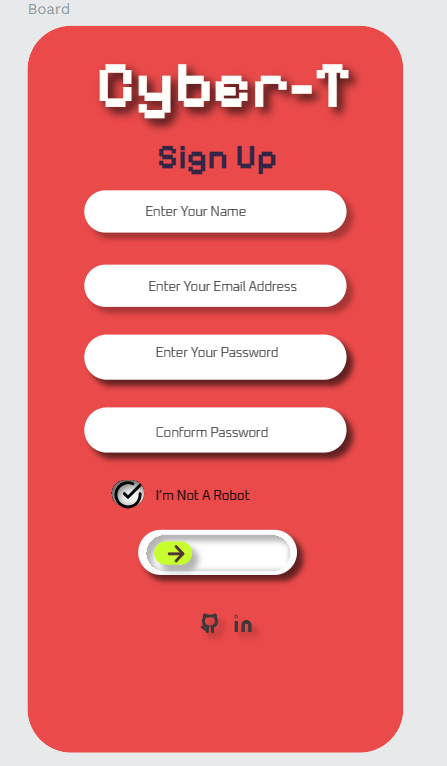 Board
Cyber-T
Sign Up
Enter Your Name
Enter Your Email Address
Enter Your Password
Conform Password
I'm Not A Robot
in